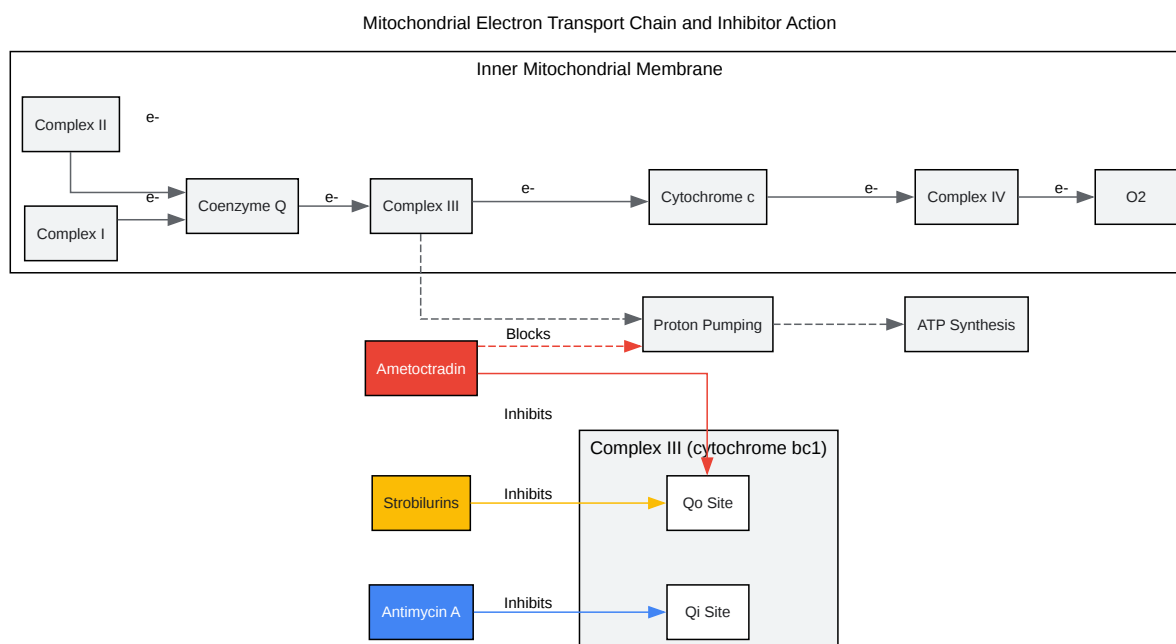 Mitochondrial Electron Transport Chain and Inhibitor Action
Inner Mitochondrial Membrane
Complex II
e-
e-
Complex I
Coenzyme Q
e-
Complex III
e-
Cytochrome c
e-
Complex IV
e-
O2
Proton Pumping
ATP Synthesis
Blocks
Ametoctradin
Inhibits
Complex III (cytochrome bc1)
Strobilurins
Inhibits
Qo Site
Antimycin A
Inhibits
Qi Site